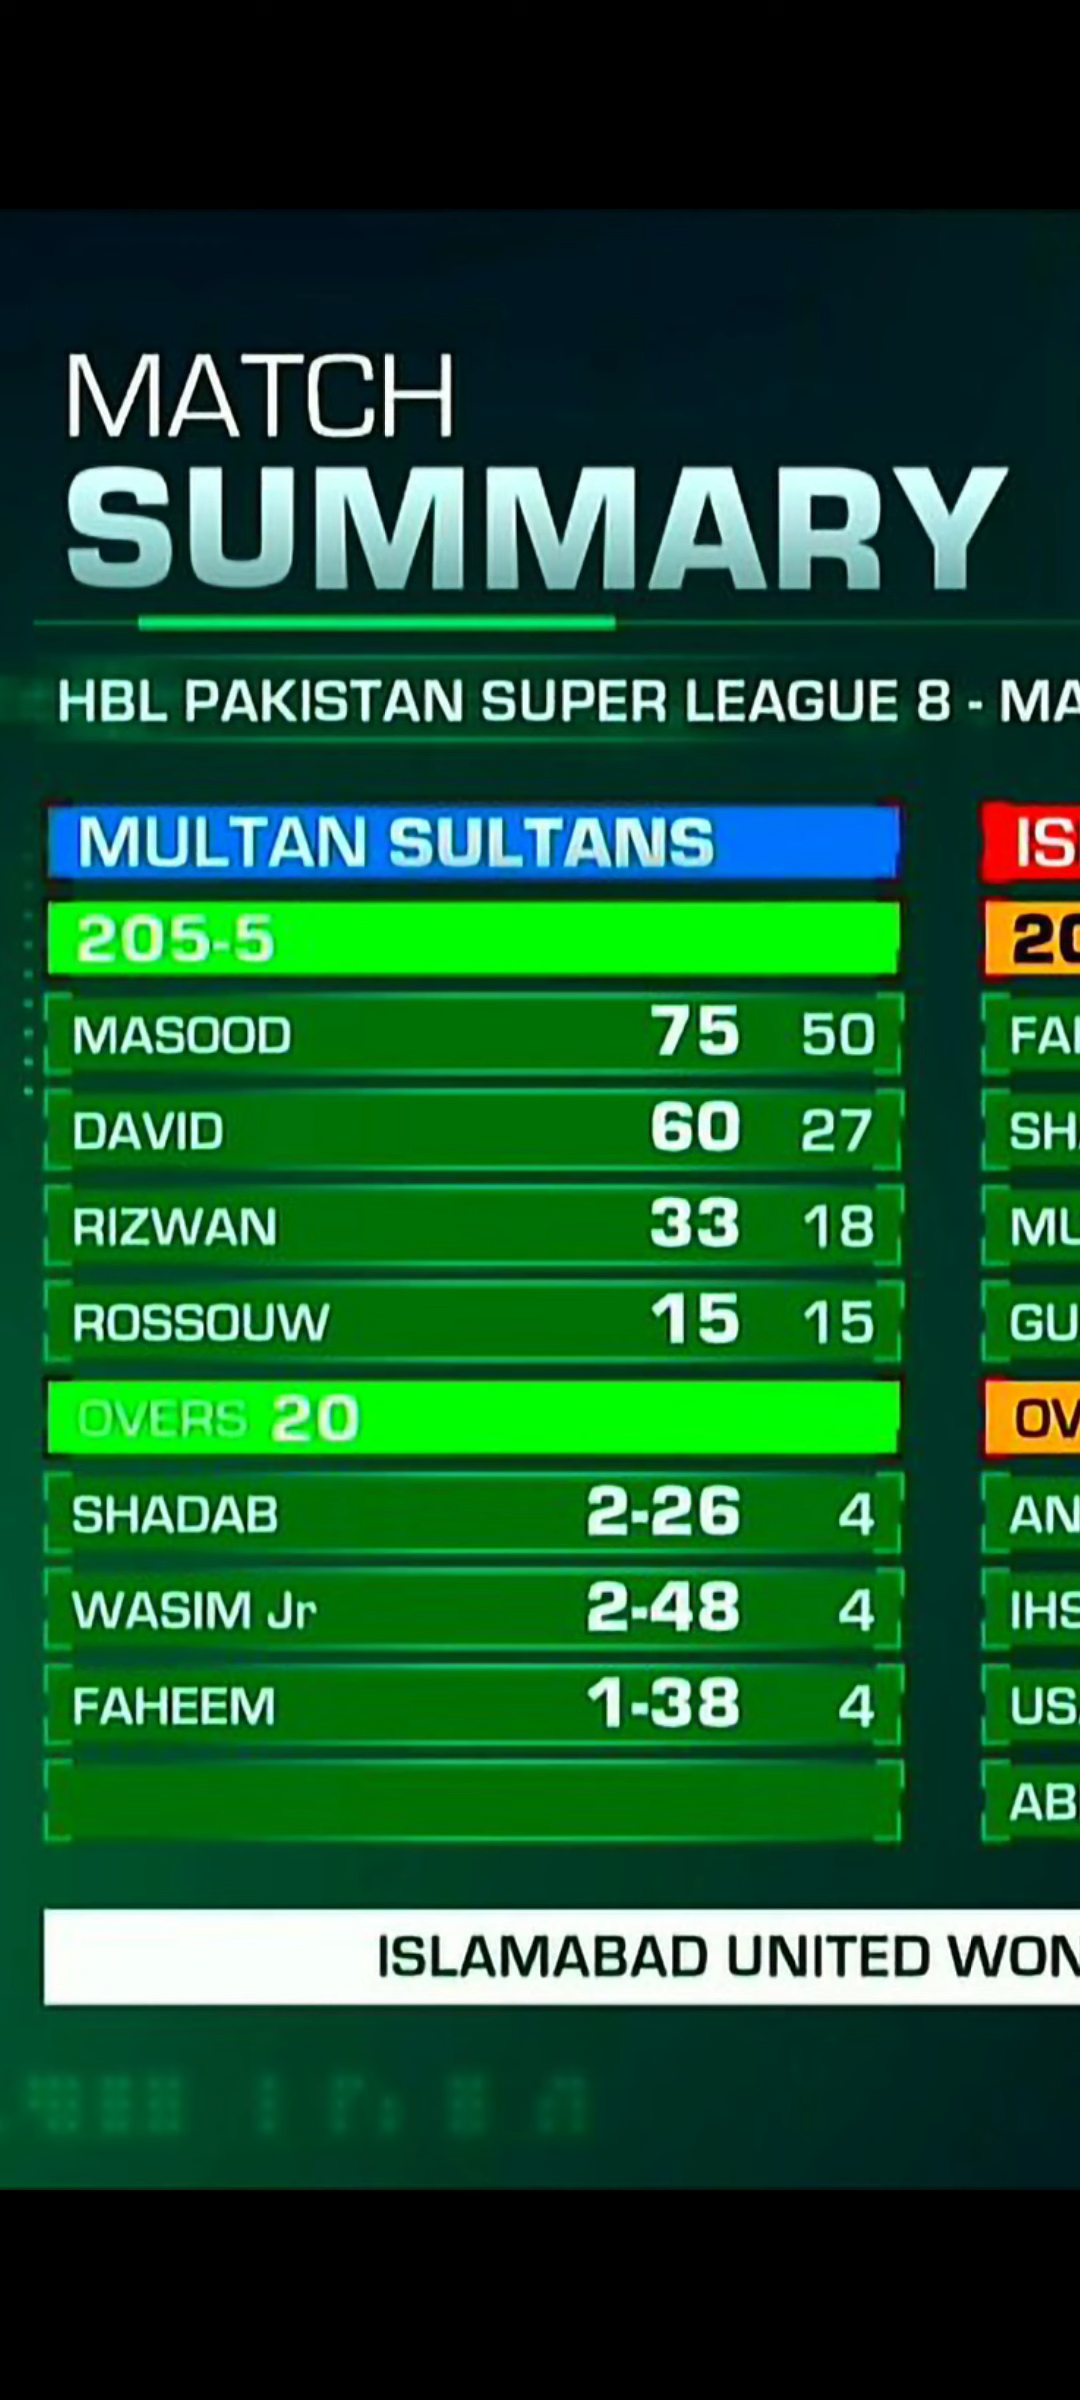 MATCH
SUMMARY
HBL PAKISTAN SUPER LEAGUE 8 -
MULTAN SULTANS
205-5
MASOOD 75 50
DAVID 60 27
RIZWAN 33 18
ROSSOUW 15 15
OVERS 20
SHADAB 2-26 4
WASIM Jr 2-48 4
FAHEEM 1-38 4
ISLAMABAD UNITED WON